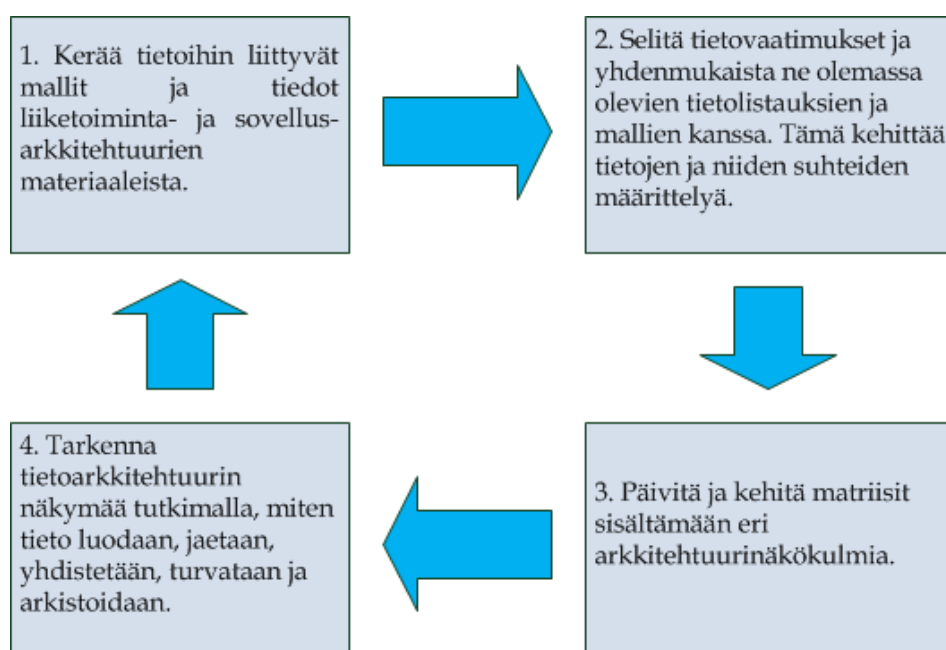 1. Kerää tietoihin liittyvät
mallit ja tiedot
liiketoiminta- ja sovellus-
arkkitehtuurien
materiaaleista.
2. Selitä tietovaatimukset ja
yhdenmukaista ne olemassa
olevien tietolistauksien ja
mallien kanssa. Tämä kehittää
tietojen ja niiden suhteiden
määrittelyä.
3. Päivitä ja kehitä matriisit
sisältämään eri
arkkitehtuurinäkökulmia.
4. Tarkenna
tietoarkkitehtuurin
näkymää tutkimalla, miten
tieto luodaan, jaetaan,
yhdistetään, turvataan ja
arkistoidaan.